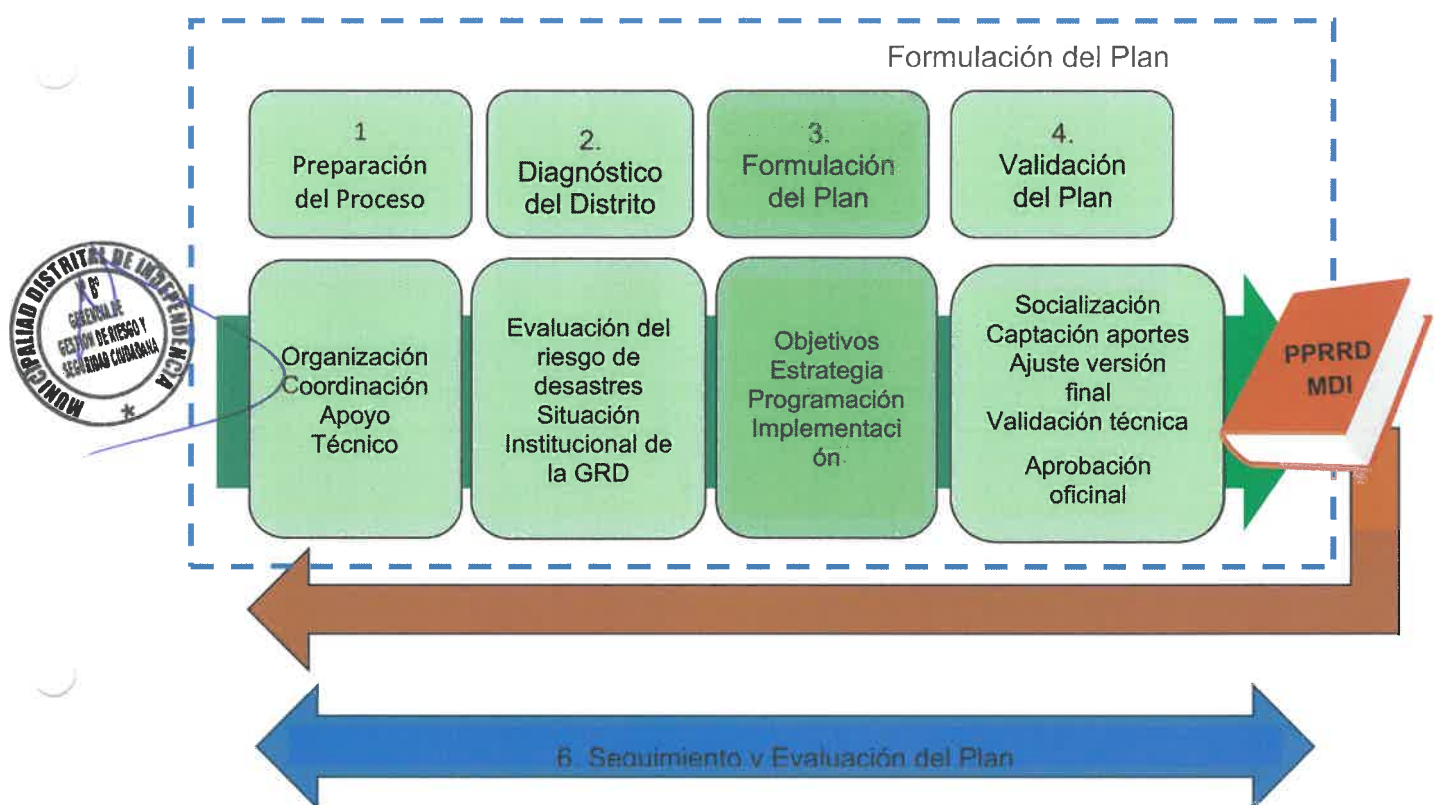 Formulación del Plan
1
Preparación
del Proceso
2.
Diagnóstico
del Distrito
3.
Formulación
del Plan
4.
Validación
del Plan
MUNICIPALIAD DISTRITAL DE INDEPENDENCIA
GERENCIA DE
GESTIÓN DE RIESGO Y
SEGURIDAD CIUDADANA
Organización
Coordinación
Apoyo
Técnico
Evaluación del
riesgo de
desastres
Situación
Institucional de
la GRD
Objetivos
Estrategia
Programación
Implementaci
ón
Socialización
Captación aportes
Ajuste versión
final
Validación técnica
Aprobación
oficinal
PPRRD
MDI
6. Seguimiento y Evaluación del Plan